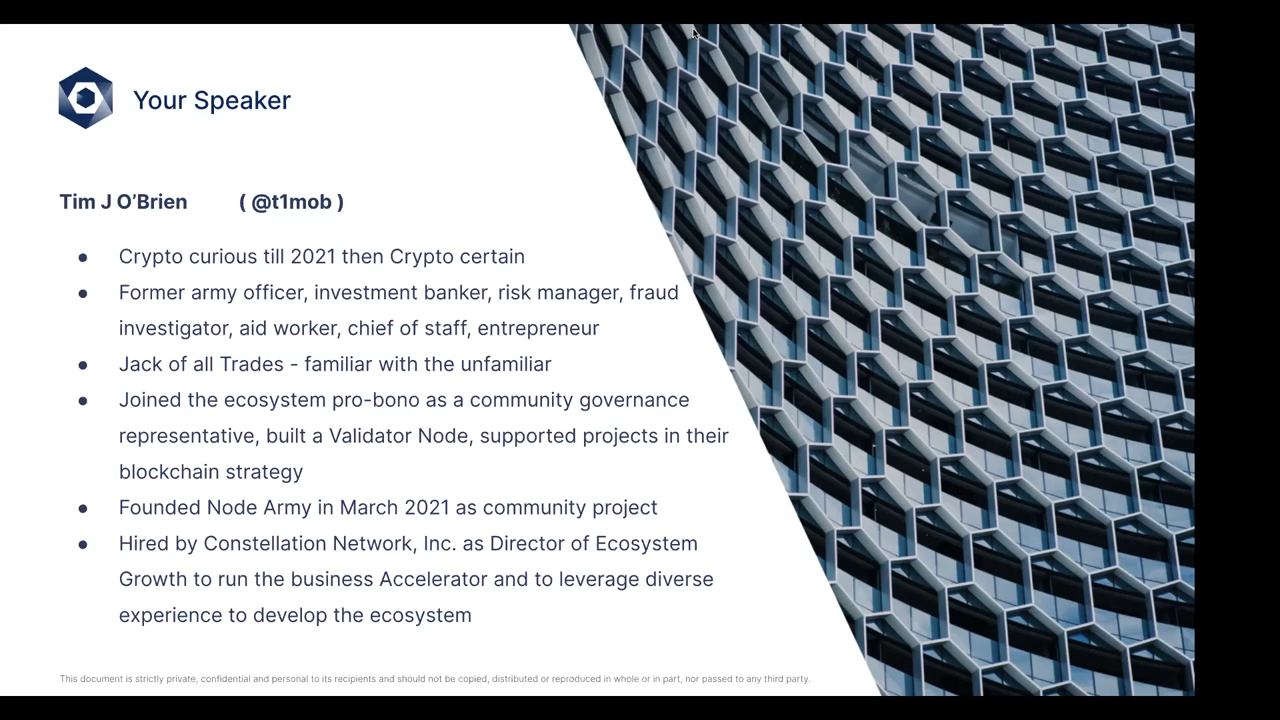 Your Speaker
Tim J O’Brien ( @t1mob )
● Crypto curious till 2021 then Crypto certain
● Former army officer, investment banker, risk manager, fraud
investigator, aid worker, chief of staff, entrepreneur
● Jack of all Trades - familiar with the unfamiliar
● Joined the ecosystem pro-bono as a community governance
representative, built a Validator Node, supported projects in their
blockchain strategy
● Founded Node Army in March 2021 as community project
● Hired by Constellation Network, Inc. as Director of Ecosystem
Growth to run the business Accelerator and to leverage diverse
experience to develop the ecosystem
This document is strictly private, confidential and personal to its recipients and should not be copied, distributed or reproduced in whole or in part, nor passed to any third party.